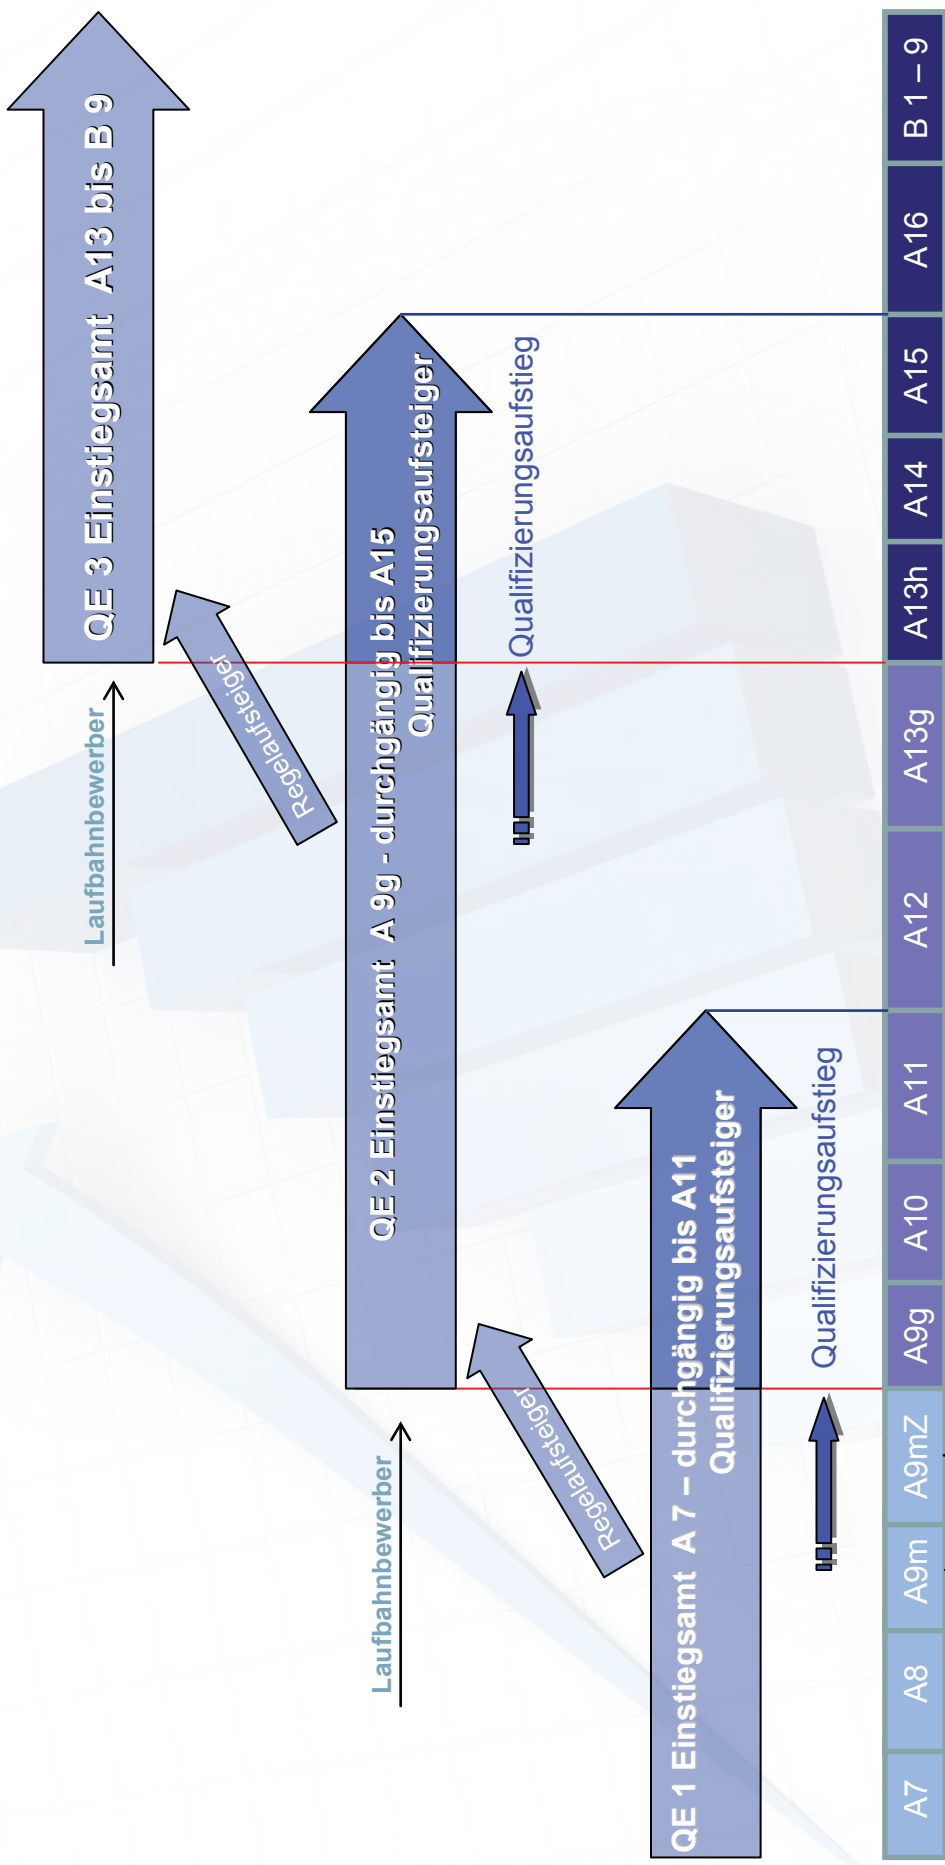 QE 3 Einstiegsamt A13 bis B 9
Laufbahnbewerber
Regelaufsteiger
QE 2 Einstiegsamt A 9g - durchgängig bis A15
Qualifizierungsaufsteiger
Qualifizierungsaufstieg
Laufbahnbewerber
Regelaufsteiger
QE 1 Einstiegsamt A 7 – durchgängig bis A11
Qualifizierungsaufsteiger
Qualifizierungsaufstieg
A7
A8
A9m
A9mZ
A9g
A10
A11
A12
A13g
A13h
A14
A15
A16
B 1 – 9